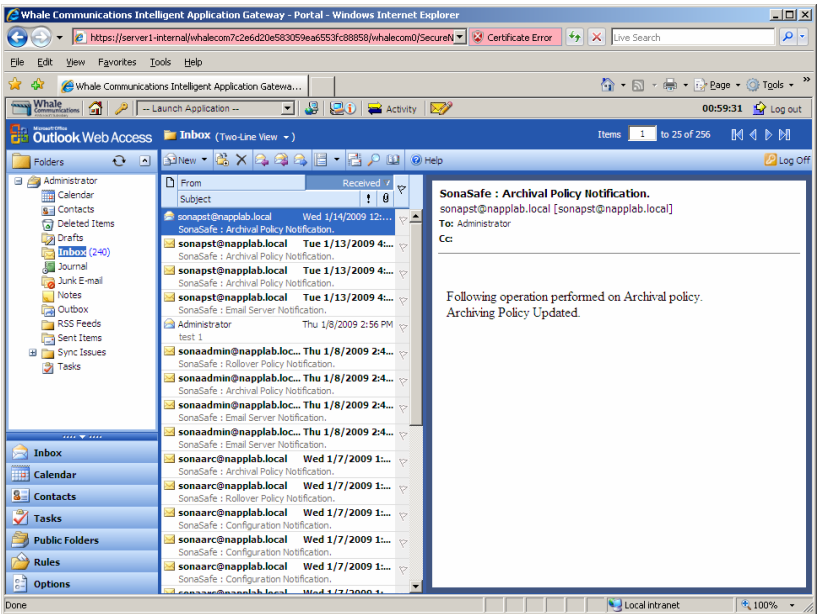 Whale Communications Intelligent Application Gateway - Portal - Windows Internet Explorer
https://server1-internal/whalecom7c2e6d20e583059ea6553fc88858/whalecom0/SecureN
Certificate Error
Live Search
File Edit View Favorites Tools Help
Whale Communications Intelligent Application Gatewa...
Page Tools »
Whale Communications
-- Launch Application --
Activity
00:59:31 Log out
Microsoft Office
Outlook Web Access
Inbox (Two-Line View )
Items 1 to 25 of 256
Folders
New
Help
Log Off
Administrator
Calendar
Contacts
Deleted Items
Drafts
Inbox (240)
Journal
Junk E-mail
Notes
Outbox
RSS Feeds
Sent Items
Sync Issues
Tasks
Inbox
Calendar
Contacts
Tasks
Public Folders
Rules
Options
From Received
Subject
sonapst@napplab.local Wed 1/14/2009 12:...
SonaSafe : Archival Policy Notification.
sonapst@napplab.local Tue 1/13/2009 4:...
SonaSafe : Archival Policy Notification.
sonapst@napplab.local Tue 1/13/2009 4:...
SonaSafe : Archival Policy Notification.
sonapst@napplab.local Tue 1/13/2009 4:...
SonaSafe : Email Server Notification.
Administrator Thu 1/8/2009 2:56 PM
test 1
sonaadmin@napplab.loc... Thu 1/8/2009 2:4...
SonaSafe : Rollover Policy Notification.
sonaadmin@napplab.loc... Thu 1/8/2009 2:4...
SonaSafe : Archival Policy Notification.
sonaadmin@napplab.loc... Thu 1/8/2009 2:4...
SonaSafe : Email Server Notification.
sonaadmin@napplab.loc... Thu 1/8/2009 2:4...
SonaSafe : Email Server Notification.
sonaarc@napplab.local Wed 1/7/2009 1:...
SonaSafe : Archival Policy Notification.
sonaarc@napplab.local Wed 1/7/2009 1:...
SonaSafe : Rollover Policy Notification.
sonaarc@napplab.local Wed 1/7/2009 1:...
SonaSafe : Configuration Notification.
sonaarc@napplab.local Wed 1/7/2009 1:...
SonaSafe : Configuration Notification.
sonaarc@napplab.local Wed 1/7/2009 1:...
SonaSafe : Configuration Notification.
sonaarc@napplab.local Wed 1/7/2009 1:...
SonaSafe : Archival Policy Notification.
sonapst@napplab.local [sonapst@napplab.local]
To: Administrator
Cc:
Following operation performed on Archival policy.
Archiving Policy Updated.
Done
Local intranet
100%